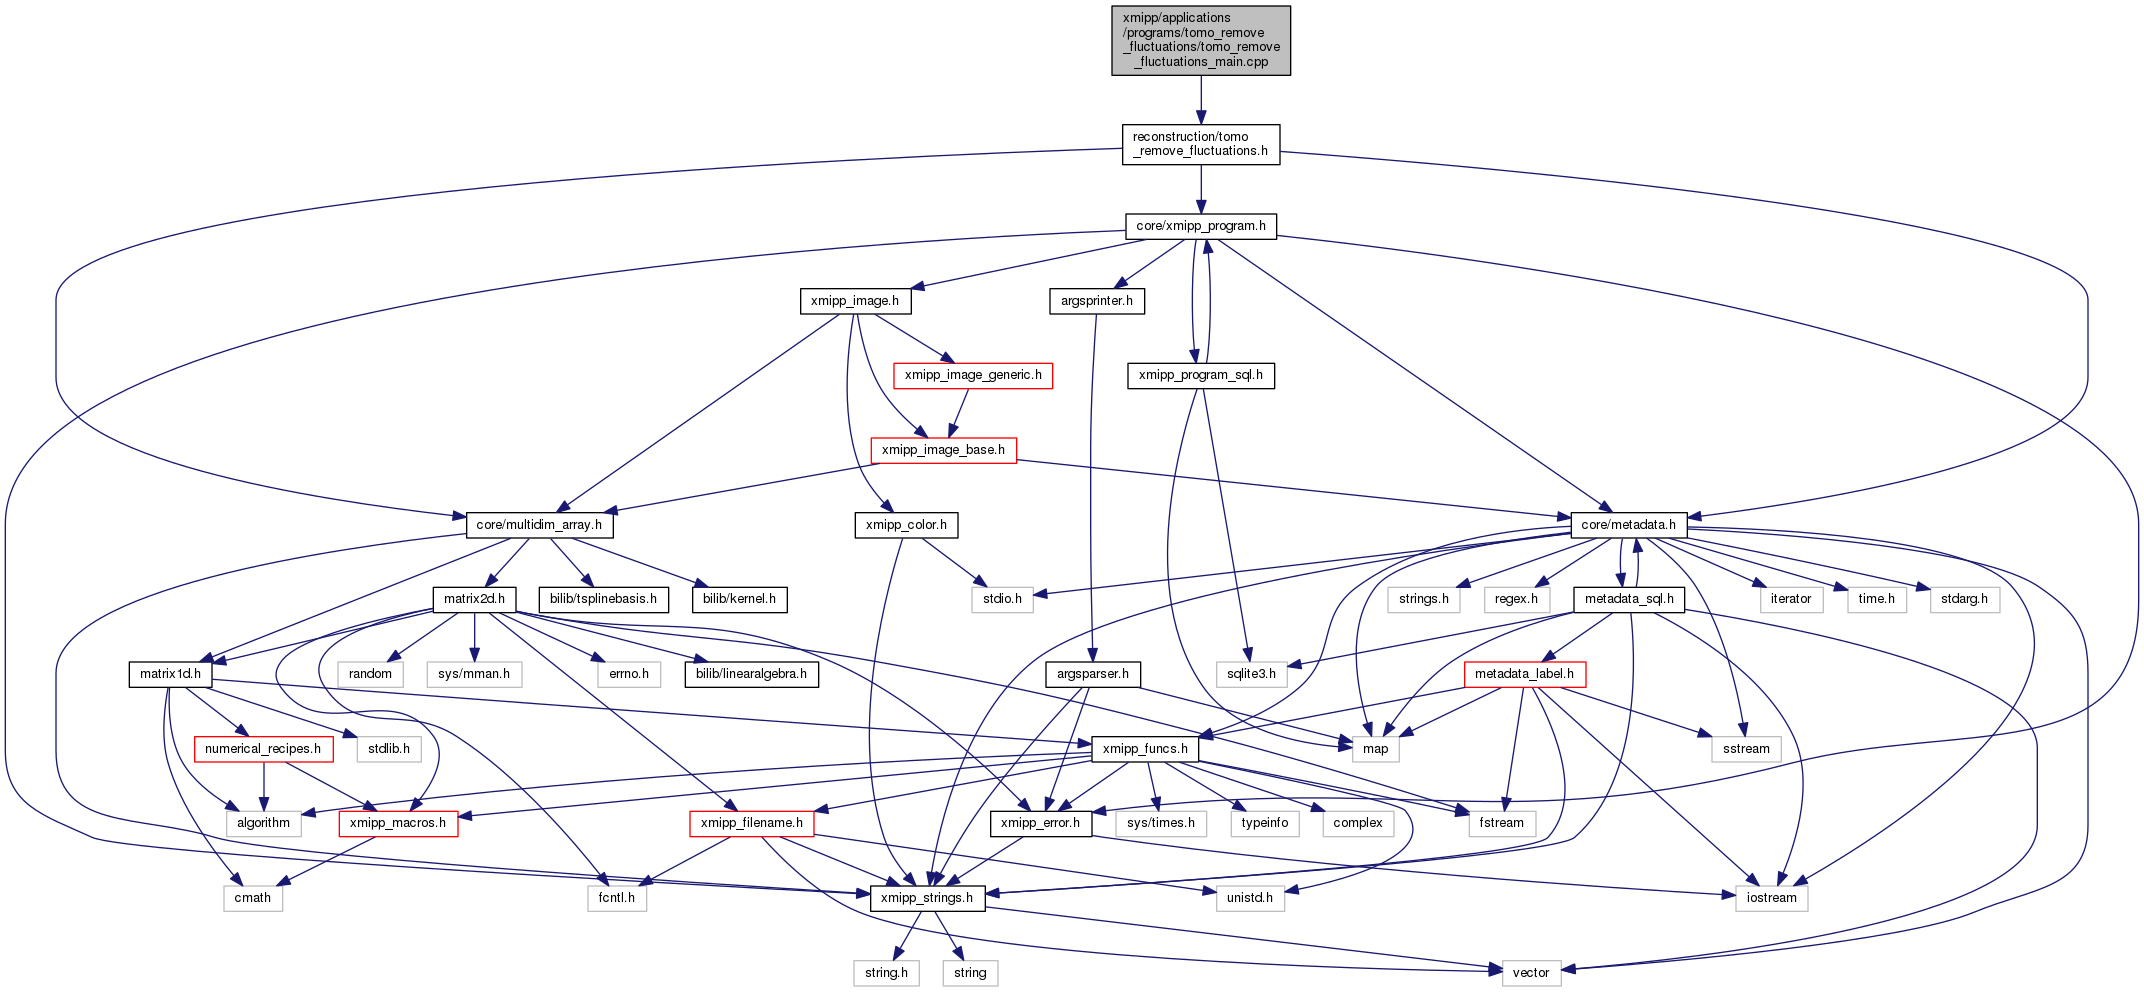 xmipp/applications
/programs/tomo_remove
_fluctuations/tomo_remove
_fluctuations_main.cpp
reconstruction/tomo
_remove_fluctuations.h
core/xmipp_program.h
xmipp_image.h
argsprinter.h
xmipp_image_generic.h
xmipp_program_sql.h
xmipp_image_base.h
core/multidim_array.h
xmipp_color.h
core/metadata.h
matrix2d.h
bilib/tsplinebasis.h
bilib/kernel.h
stdio.h
strings.h
regex.h
metadata_sql.h
iterator
time.h
stdarg.h
matrix1d.h
random
sys/mman.h
errno.h
bilib/linearalgebra.h
argsparser.h
sqlite3.h
metadata_label.h
numerical_recipes.h
stdlib.h
xmipp_funcs.h
map
sstream
algorithm
xmipp_macros.h
xmipp_filename.h
xmipp_error.h
sys/times.h
typeinfo
complex
fstream
cmath
fcntl.h
xmipp_strings.h
unistd.h
iostream
string.h
string
vector